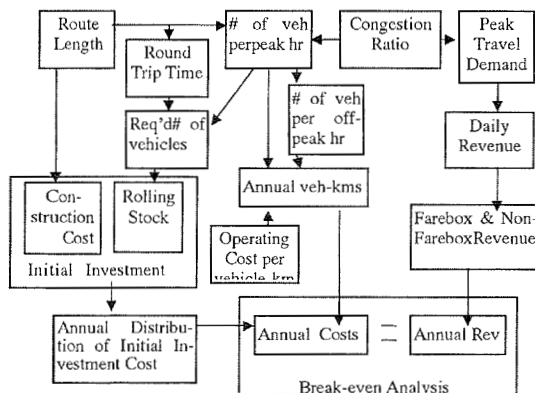 Route
Length
# of veh
perpeak hr
Congestion
Ratio
Peak
Travel
Demand
Round
Trip Time
# of veh
per off-
peak hr
Req'd# of
vehicles
Daily
Revenue
Annual veh-kms
Con-
struction
Cost
Rolling
Stock
Initial Investment
Operating
Cost per
vehicle-km
Farebox & Non-
FareboxRevenue
Annual Distribu-
tion of Initial In-
vestment Cost
Annual Costs
=
Annual Rev
Break-even Analysis